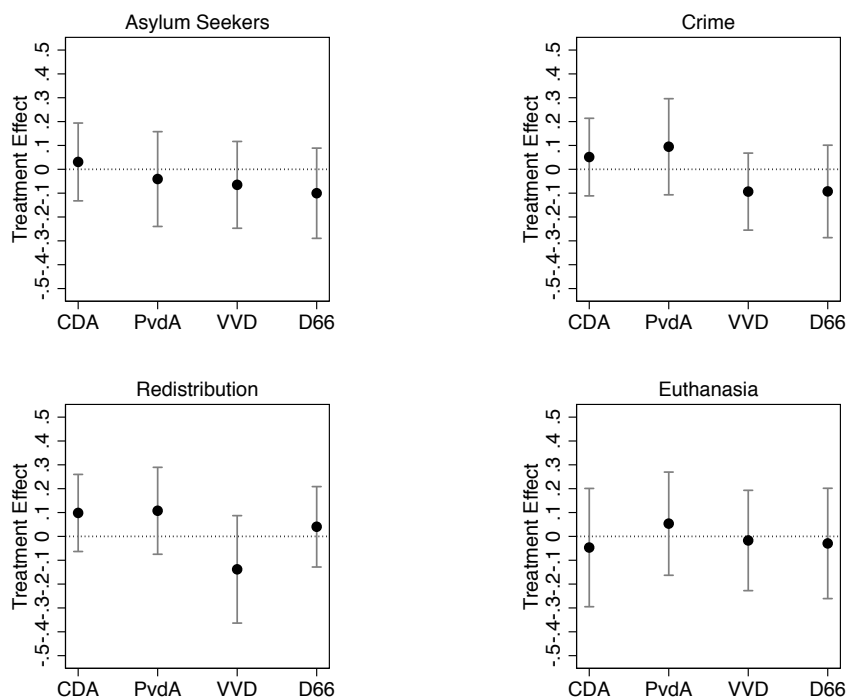 Asylum Seekers
Treatment Effect
-.5-.4-.3-.2-.1 0 .1 .2 .3 .4 .5
CDA PvdA VVD D66
Crime
Treatment Effect
-.5-.4-.3-.2-.1 0 .1 .2 .3 .4 .5
CDA PvdA VVD D66
Redistribution
Treatment Effect
-.5-.4-.3-.2-.1 0 .1 .2 .3 .4 .5
CDA PvdA VVD D66
Euthanasia
Treatment Effect
-.5-.4-.3-.2-.1 0 .1 .2 .3 .4 .5
CDA PvdA VVD D66